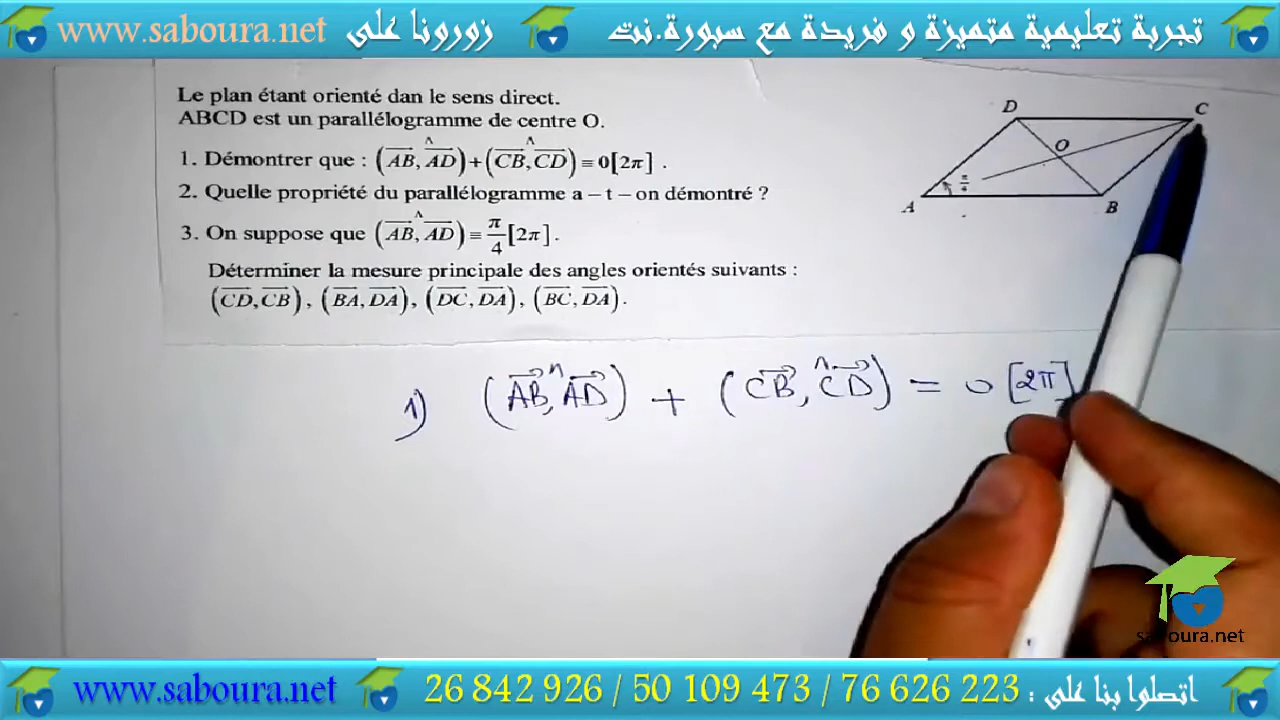 www.saboura.net زورونا على تجربة تعليمية متميزة و فريدة مع سبورة.نت
Le plan étant orienté dan le sens direct.
ABCD est un parallélogramme de centre O.
1. Démontrer que : (AB, AD) + (CB, CD) ≡ 0[2π] .
2. Quelle propriété du parallélogramme a – t – on démontré ?
3. On suppose que (AB, AD) ≡ π/4 [2π] .
Déterminer la mesure principale des angles orientés suivants :
(CD, CB) , (BA, DA) , (DC, DA) , (BC, DA) .
D C
O
π/4
A B
1) (AB, AD) + (CB, CD) = 0 [2π]
saboura.net
www.saboura.net 26 842 926 / 50 109 473 / 76 626 223 : اتصلوا بنا على